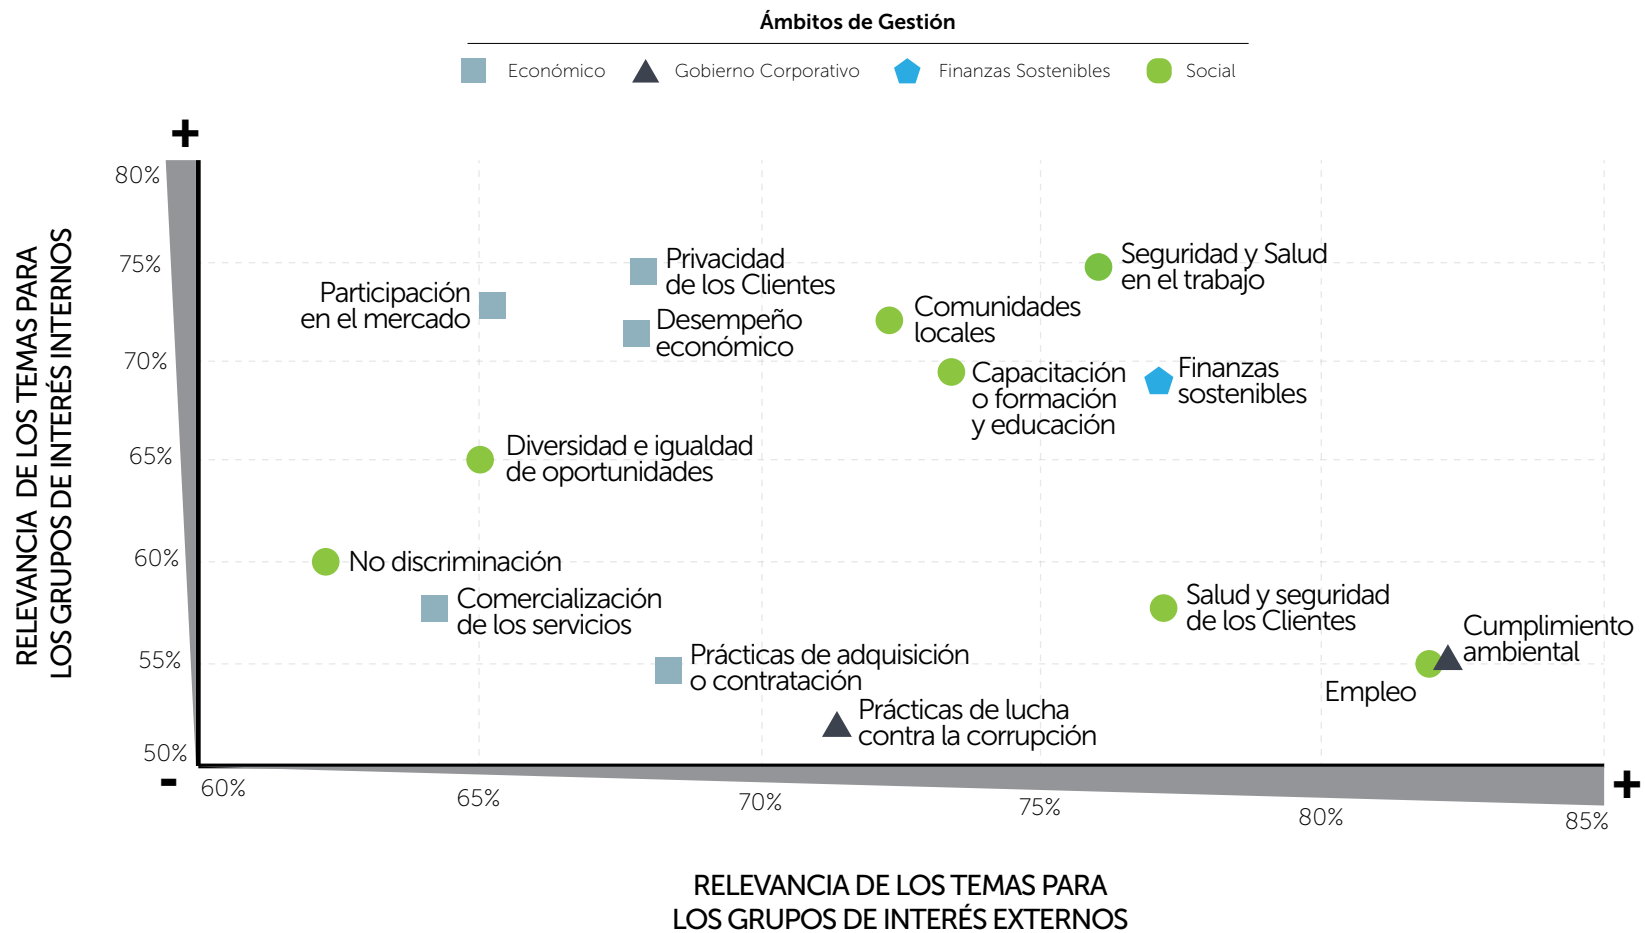 Ámbitos de Gestión
Económico
Gobierno Corporativo
Finanzas Sostenibles
Social
+
80%
75%
70%
65%
60%
55%
50%
-
RELEVANCIA DE LOS TEMAS PARA
LOS GRUPOS DE INTERÉS INTERNOS
Privacidad
de los Clientes
Participación
en el mercado
Desempeño
económico
Seguridad y Salud
en el trabajo
Comunidades
locales
Capacitación
o formación
y educación
Finanzas
sostenibles
Diversidad e igualdad
de oportunidades
No discriminación
Comercialización
de los servicios
Salud y seguridad
de los Clientes
Cumplimiento
ambiental
Empleo
Prácticas de adquisición
o contratación
Prácticas de lucha
contra la corrupción
60%
65%
70%
75%
80%
85%
+
RELEVANCIA DE LOS TEMAS PARA
LOS GRUPOS DE INTERÉS EXTERNOS